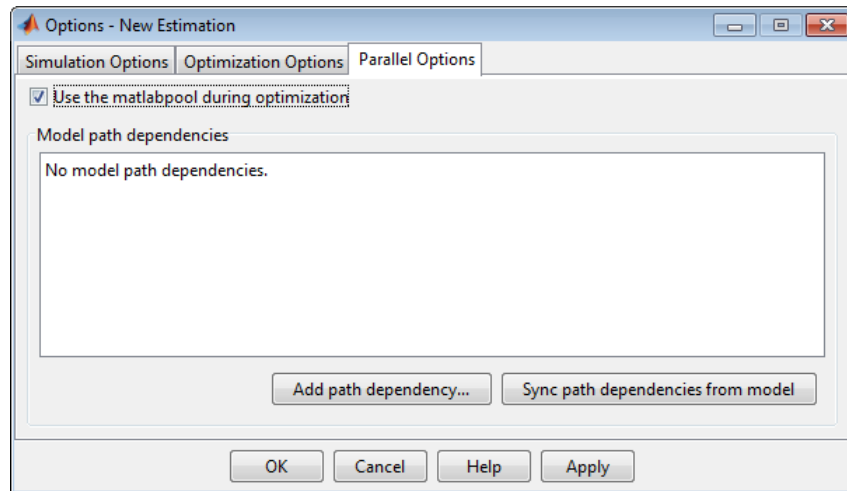 Options - New Estimation
Simulation Options Optimization Options Parallel Options
Use the matlabpool during optimization
Model path dependencies
No model path dependencies.
Add path dependency... Sync path dependencies from model
OK Cancel Help Apply